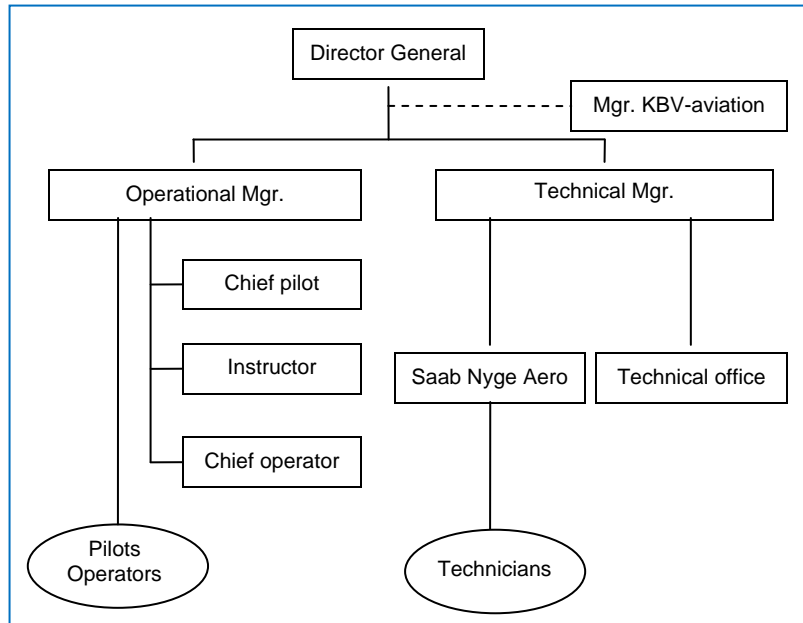 Director General
Mgr. KBV-aviation
Operational Mgr.
Technical Mgr.
Chief pilot
Instructor
Saab Nyge Aero
Technical office
Chief operator
Pilots
Operators
Technicians